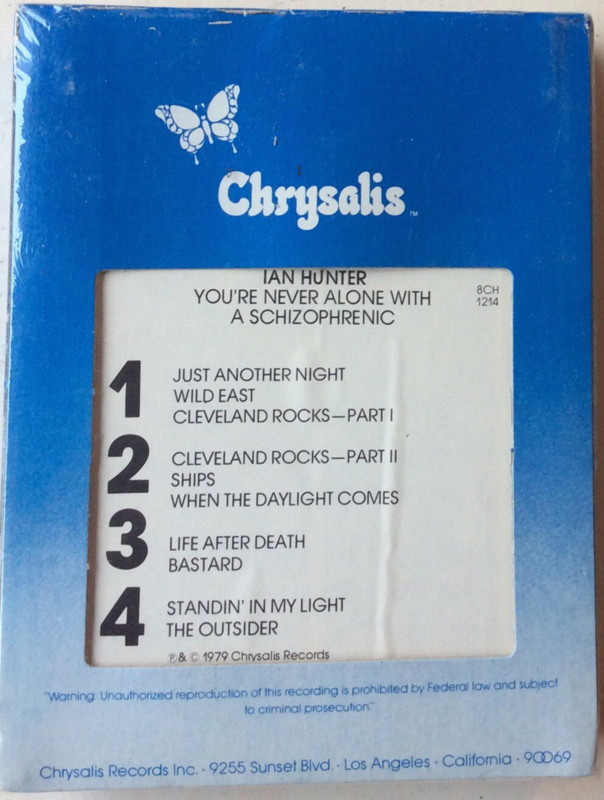 Chrysalis™
IAN HUNTER
YOU'RE NEVER ALONE WITH
A SCHIZOPHRENIC
8CH
1214
1
JUST ANOTHER NIGHT
WILD EAST
CLEVELAND ROCKS—PART I
2
CLEVELAND ROCKS—PART II
SHIPS
WHEN THE DAYLIGHT COMES
3
LIFE AFTER DEATH
BASTARD
4
STANDIN' IN MY LIGHT
THE OUTSIDER
℗ & © 1979 Chrysalis Records
"Warning: Unauthorized reproduction of this recording is prohibited by Federal law and subject
to criminal prosecution"
Chrysalis Records Inc. · 9255 Sunset Blvd. · Los Angeles · California · 90069